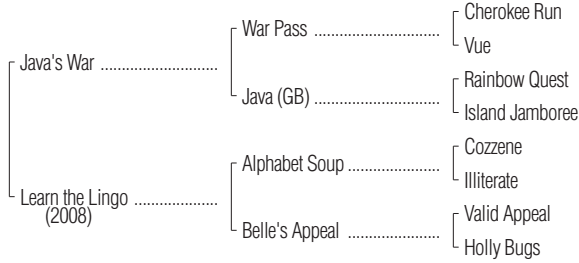 Cherokee Run
War Pass ..............................
Vue
Java's War ...........................
Rainbow Quest
Java (GB) ..............................
Island Jamboree
Cozzene
Alphabet Soup ......................
Illiterate
Learn the Lingo ....................
(2008)
Valid Appeal
Belle's Appeal ......................
Holly Bugs